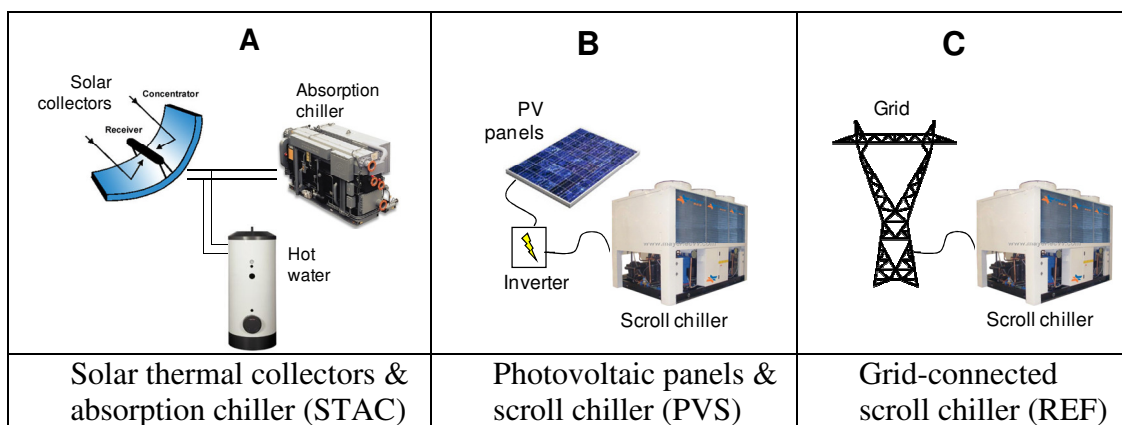 A
Solar
collectors
Concentrator
Receiver
Absorption
chiller
Hot
water
B
PV
panels
Inverter
Scroll chiller
C
Grid
Scroll chiller
Solar thermal collectors &
absorption chiller (STAC)
Photovoltaic panels &
scroll chiller (PVS)
Grid-connected
scroll chiller (REF)